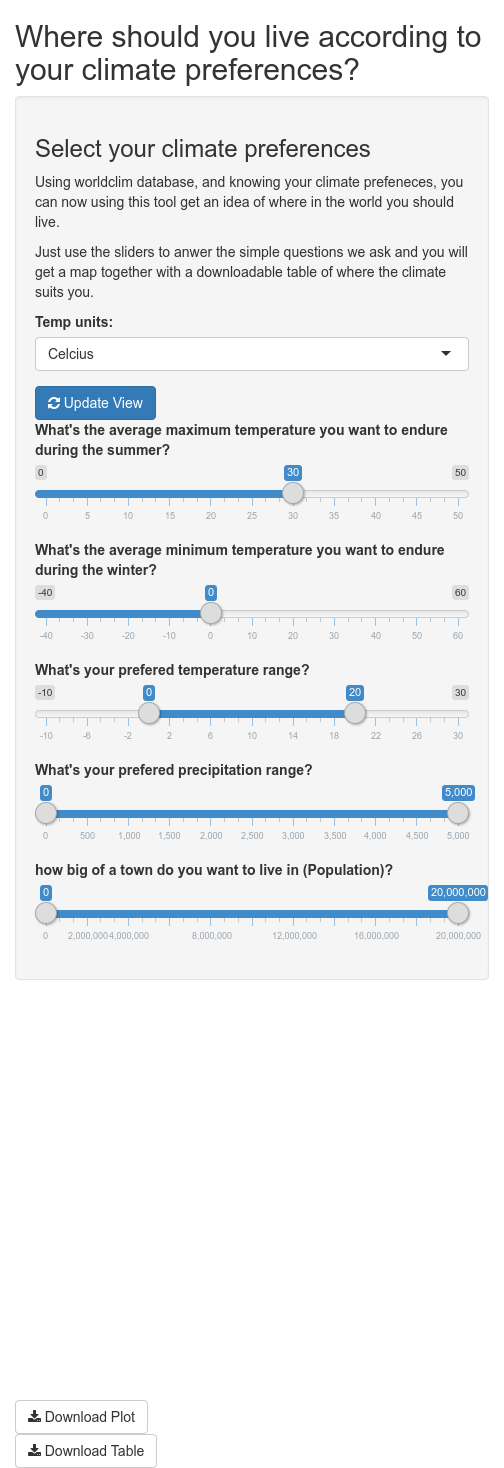 Where should you live according to
your climate preferences?
Select your climate preferences
Using worldclim database, and knowing your climate prefeneces, you
can now using this tool get an idea of where in the world you should
live.
Just use the sliders to anwer the simple questions we ask and you will
get a map together with a downloadable table of where the climate
suits you.
Temp units:
Celcius
Update View
What's the average maximum temperature you want to endure
during the summer?
0 30 50
0 5 10 15 20 25 30 35 40 45 50
What's the average minimum temperature you want to endure
during the winter?
-40 0 60
-40 -30 -20 -10 0 10 20 30 40 50 60
What's your prefered temperature range?
-10 0 20 30
-10 -6 -2 2 6 10 14 18 22 26 30
What's your prefered precipitation range?
0 5,000
0 500 1,000 1,500 2,000 2,500 3,000 3,500 4,000 4,500 5,000
how big of a town do you want to live in (Population)?
0 20,000,000
0 2,000,000 4,000,000 8,000,000 12,000,000 16,000,000 20,000,000
Download Plot
Download Table